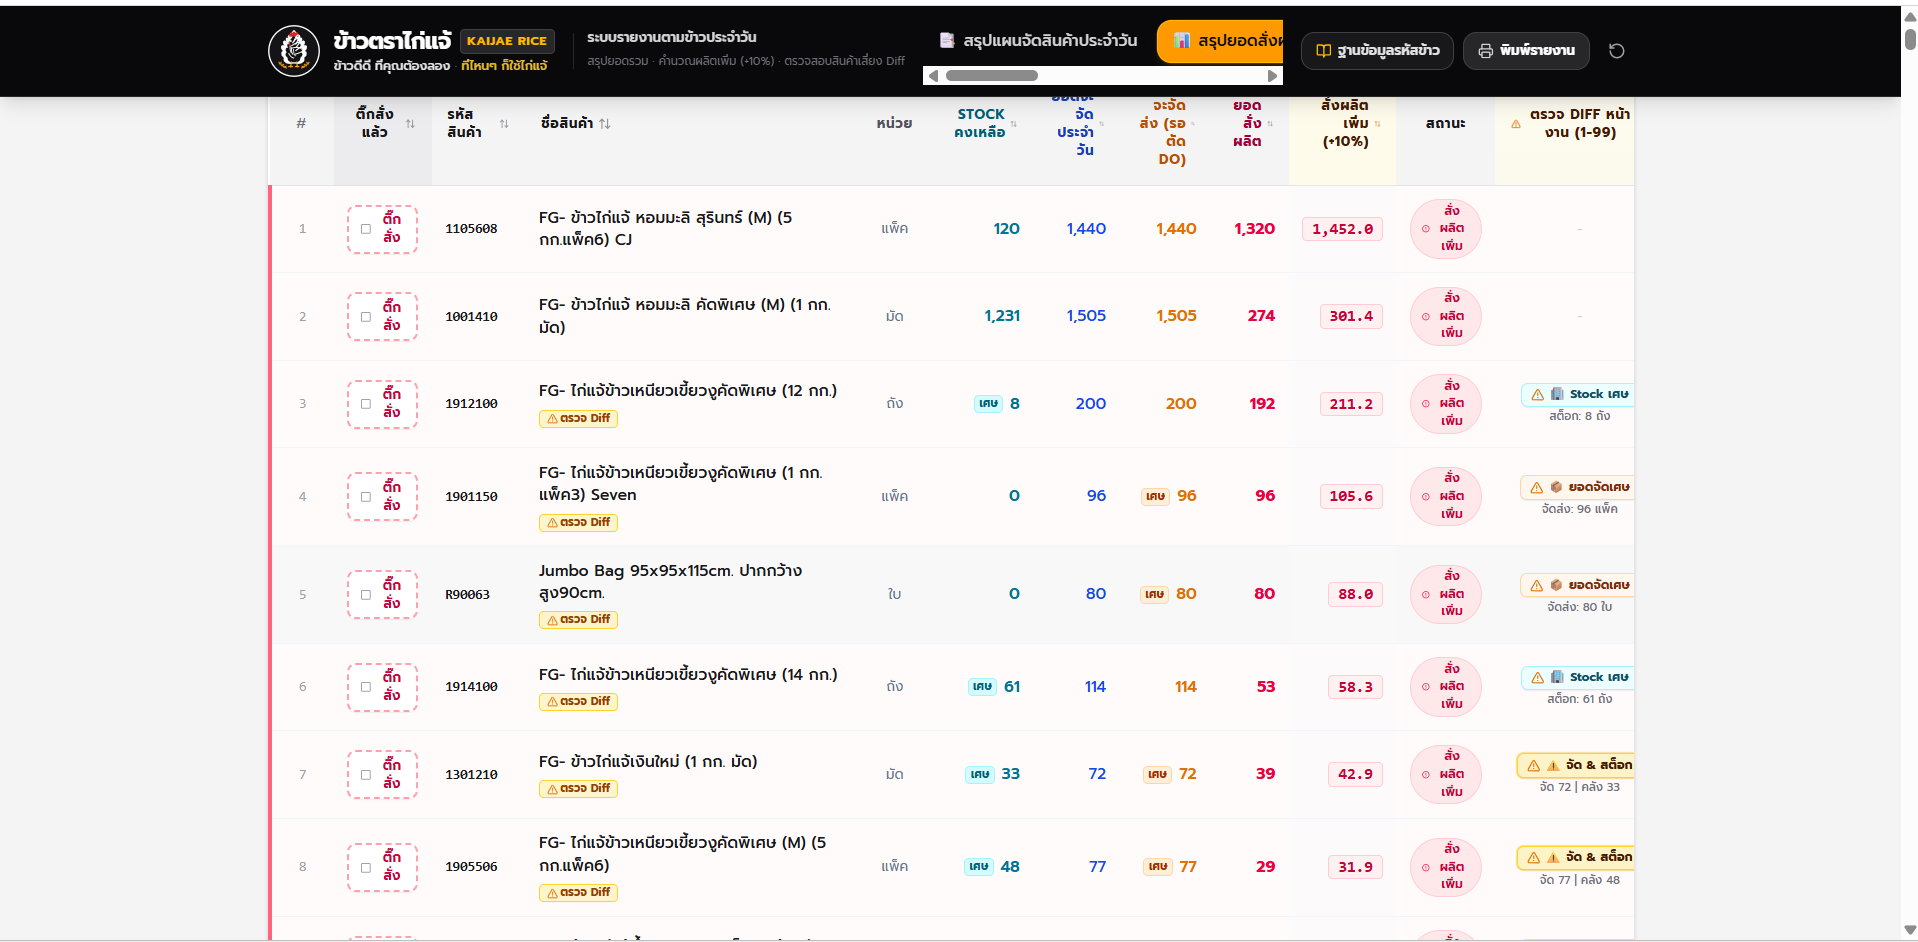 ข้าวตราไก่แจ้ KAIJAE RICE
ข้าวดีดี ที่คุณต้องลอง · ที่ไหนๆ ก็ใช้ไก่แจ้
ระบบรายงานตามข้าวประจำวัน
สรุปยอดรวม · คำนวณผลิตเพิ่ม (+10%) · ตรวจสอบสินค้าเสี่ยง Diff
สรุปแผนจัดสินค้าประจำวัน
สรุปยอดสั่งผ
ฐานข้อมูลรหัสข้าว
พิมพ์รายงาน
#
ติ๊กสั่ง
แล้ว
รหัส
สินค้า
ชื่อสินค้า
หน่วย
STOCK
คงเหลือ
จัด
ประจำ
วัน
จะจัด
ส่ง (รอ
ตัด
DO)
ยอด
สั่ง
ผลิต
สั่งผลิต
เพิ่ม
(+10%)
สถานะ
ตรวจ DIFF หน้า
งาน (1-99)
1
ติ๊ก
สั่ง
1105608
FG- ข้าวไก่แจ้ หอมมะลิ สุรินทร์ (M) (5
กก.แพ็ค6) CJ
แพ็ค
120
1,440
1,440
1,320
1,452.0
สั่ง
ผลิต
เพิ่ม
-
2
ติ๊ก
สั่ง
1001410
FG- ข้าวไก่แจ้ หอมมะลิ คัดพิเศษ (M) (1 กก.
มัด)
มัด
1,231
1,505
1,505
274
301.4
สั่ง
ผลิต
เพิ่ม
-
3
ติ๊ก
สั่ง
1912100
FG- ไก่แจ้ข้าวเหนียวเขี้ยวงูคัดพิเศษ (12 กก.)
ตรวจ Diff
ถัง
เศษ 8
200
200
192
211.2
สั่ง
ผลิต
เพิ่ม
Stock เศษ
สต็อก: 8 ถัง
4
ติ๊ก
สั่ง
1901150
FG- ไก่แจ้ข้าวเหนียวเขี้ยวงูคัดพิเศษ (1 กก.
แพ็ค3) Seven
ตรวจ Diff
แพ็ค
0
96
เศษ 96
96
105.6
สั่ง
ผลิต
เพิ่ม
ยอดจัดเศษ
จัดส่ง: 96 แพ็ค
5
ติ๊ก
สั่ง
R90063
Jumbo Bag 95x95x115cm. ปากกว้าง
สูง90cm.
ตรวจ Diff
ใบ
0
80
เศษ 80
80
88.0
สั่ง
ผลิต
เพิ่ม
ยอดจัดเศษ
จัดส่ง: 80 ใบ
6
ติ๊ก
สั่ง
1914100
FG- ไก่แจ้ข้าวเหนียวเขี้ยวงูคัดพิเศษ (14 กก.)
ตรวจ Diff
ถัง
เศษ 61
114
114
53
58.3
สั่ง
ผลิต
เพิ่ม
Stock เศษ
สต็อก: 61 ถัง
7
ติ๊ก
สั่ง
1301210
FG- ข้าวไก่แจ้เงินใหม่ (1 กก. มัด)
ตรวจ Diff
มัด
เศษ 33
72
เศษ 72
39
42.9
สั่ง
ผลิต
เพิ่ม
จัด & สต็อก
จัด 72 | คลัง 33
8
ติ๊ก
สั่ง
1905506
FG- ไก่แจ้ข้าวเหนียวเขี้ยวงูคัดพิเศษ (M) (5
กก.แพ็ค6)
ตรวจ Diff
แพ็ค
เศษ 48
77
เศษ 77
29
31.9
สั่ง
ผลิต
เพิ่ม
จัด & สต็อก
จัด 77 | คลัง 48